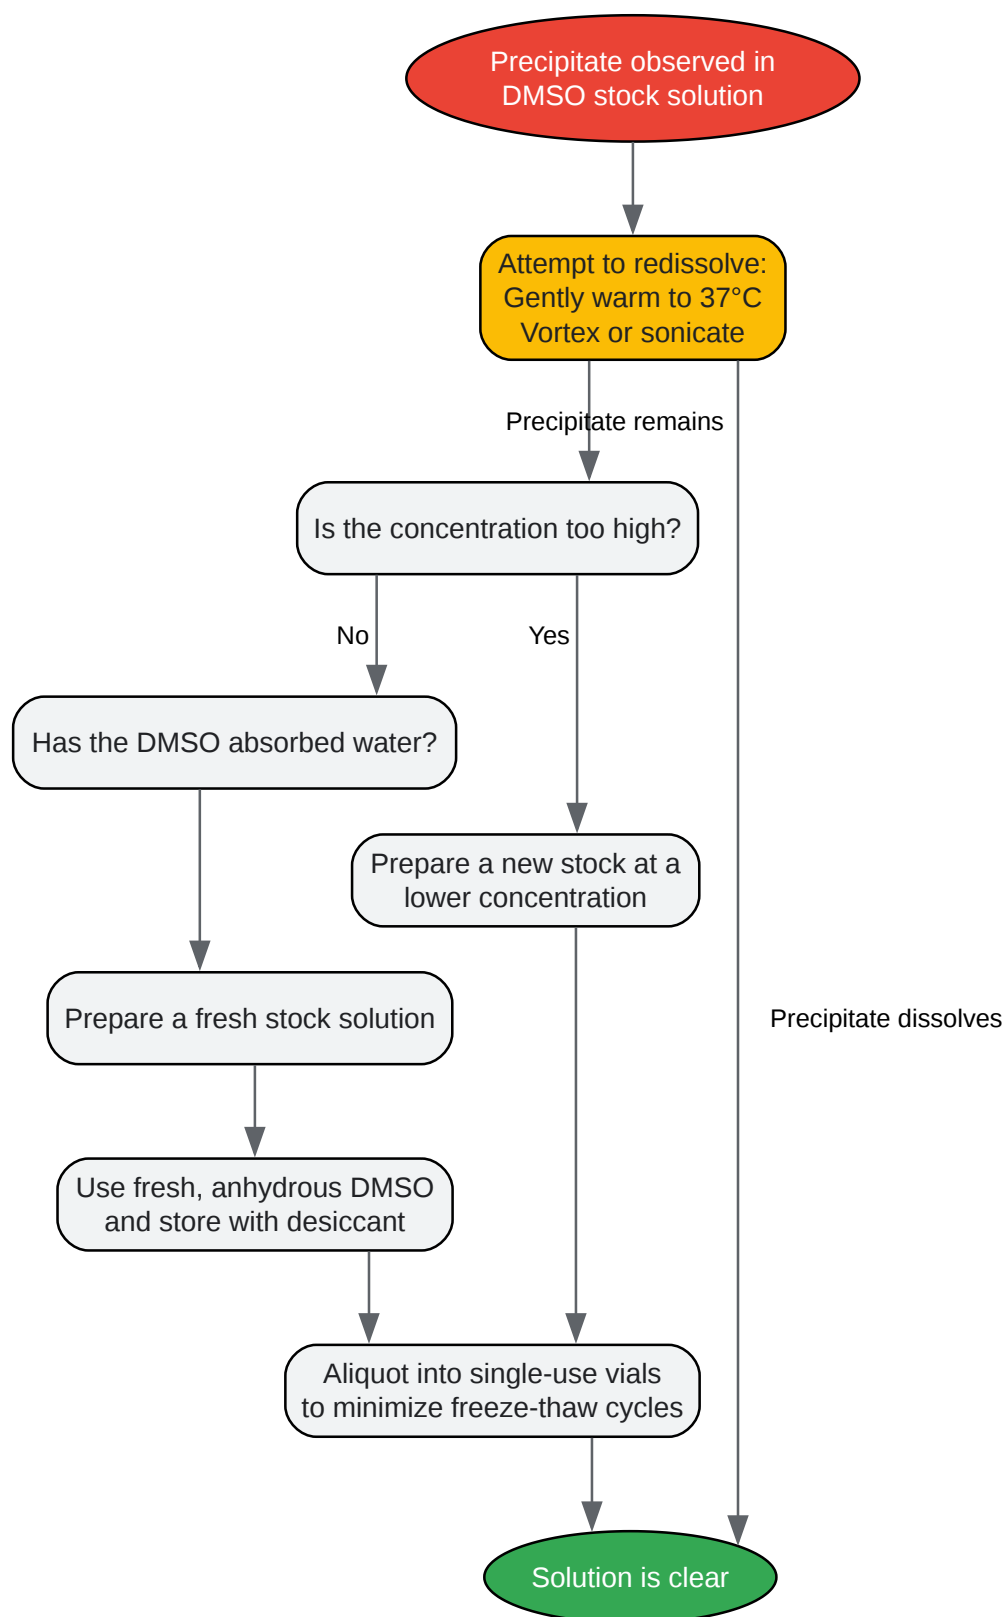 Precipitate observed in
DMSO stock solution
Attempt to redissolve:
Gently warm to 37°C
Vortex or sonicate
Precipitate remains
Is the concentration too high?
No
Yes
Has the DMSO absorbed water?
Prepare a new stock at a
lower concentration
Prepare a fresh stock solution
Precipitate dissolves
Use fresh, anhydrous DMSO
and store with desiccant
Aliquot into single-use vials
to minimize freeze-thaw cycles
Solution is clear